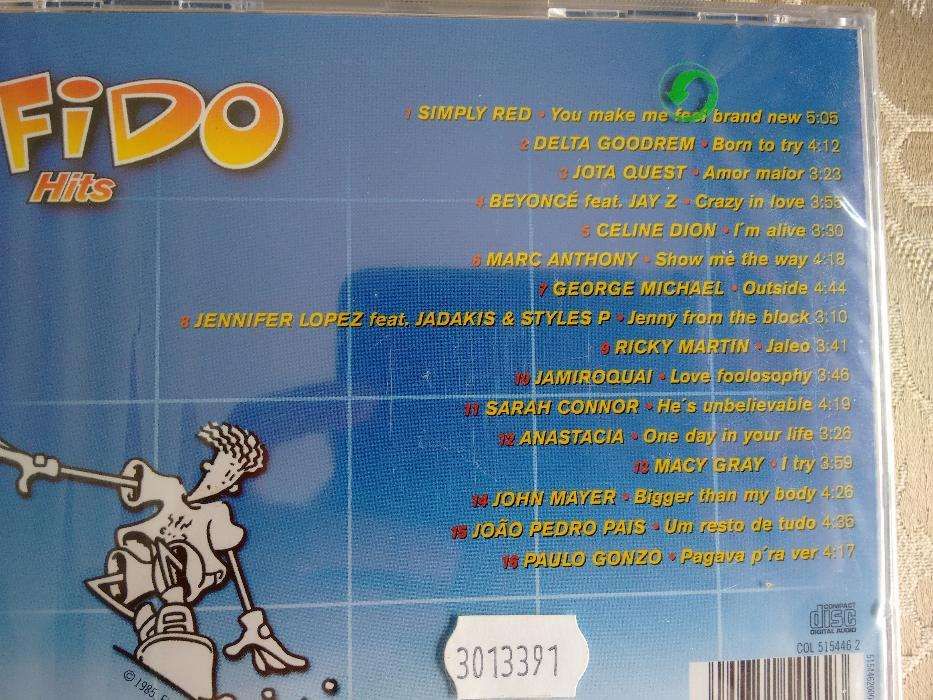 FiDO
Hits
1 SIMPLY RED • You make me feel brand new 5:05
2 DELTA GOODREM • Born to try 4:12
3 JOTA QUEST • Amor maior 3:23
4 BEYONCÉ feat. JAY Z • Crazy in love 3:55
5 CELINE DION • I´m alive 3:30
6 MARC ANTHONY • Show me the way 4:18
7 GEORGE MICHAEL • Outside 4:44
8 JENNIFER LOPEZ feat. JADAKIS & STYLES P • Jenny from the block 3:10
9 RICKY MARTIN • Jaleo 3:41
10 JAMIROQUAI • Love foolosophy 3:46
11 SARAH CONNOR • He´s unbelievable 4:19
12 ANASTACIA • One day in your life 3:26
13 MACY GRAY • I try 3:59
14 JOHN MAYER • Bigger than my body 4:26
15 JOÃO PEDRO PAIS • Um resto de tudo 4:36
16 PAULO GONZO • Pagava p´ra ver 4:17
COMPACT
disc
DIGITAL AUDIO
COL 515446 2
3013391
© 1985